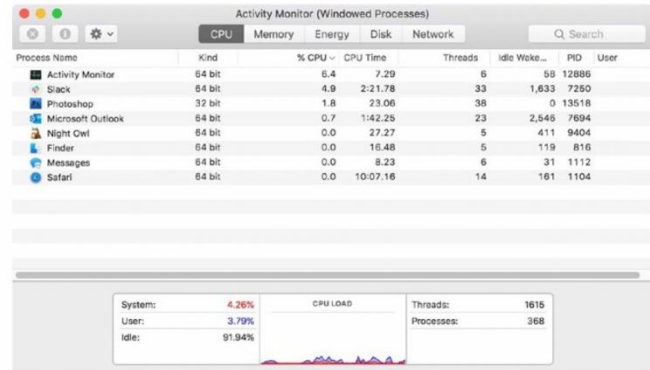 Activity Monitor (Windowed Processes)
CPU Memory Energy Disk Network Search
Process Name Kind % CPU CPU Time Threads Idle Wake... PID User
Activity Monitor 64 bit 6.4 7.29 6 58 12886
Slack 64 bit 4.9 2:21.78 33 1,633 7250
Photoshop 32 bit 1.8 23.06 38 0 13518
Microsoft Outlook 64 bit 0.7 1:42.25 23 2,546 7694
Night Owl 64 bit 0.0 27.27 5 411 9404
Finder 64 bit 0.0 16.48 5 119 816
Messages 64 bit 0.0 8.23 6 31 1112
Safari 64 bit 0.0 10:07.16 14 161 1104
System: 4.26% CPU LOAD Threads: 1615
User: 3.79% Processes: 368
Idle: 91.94%